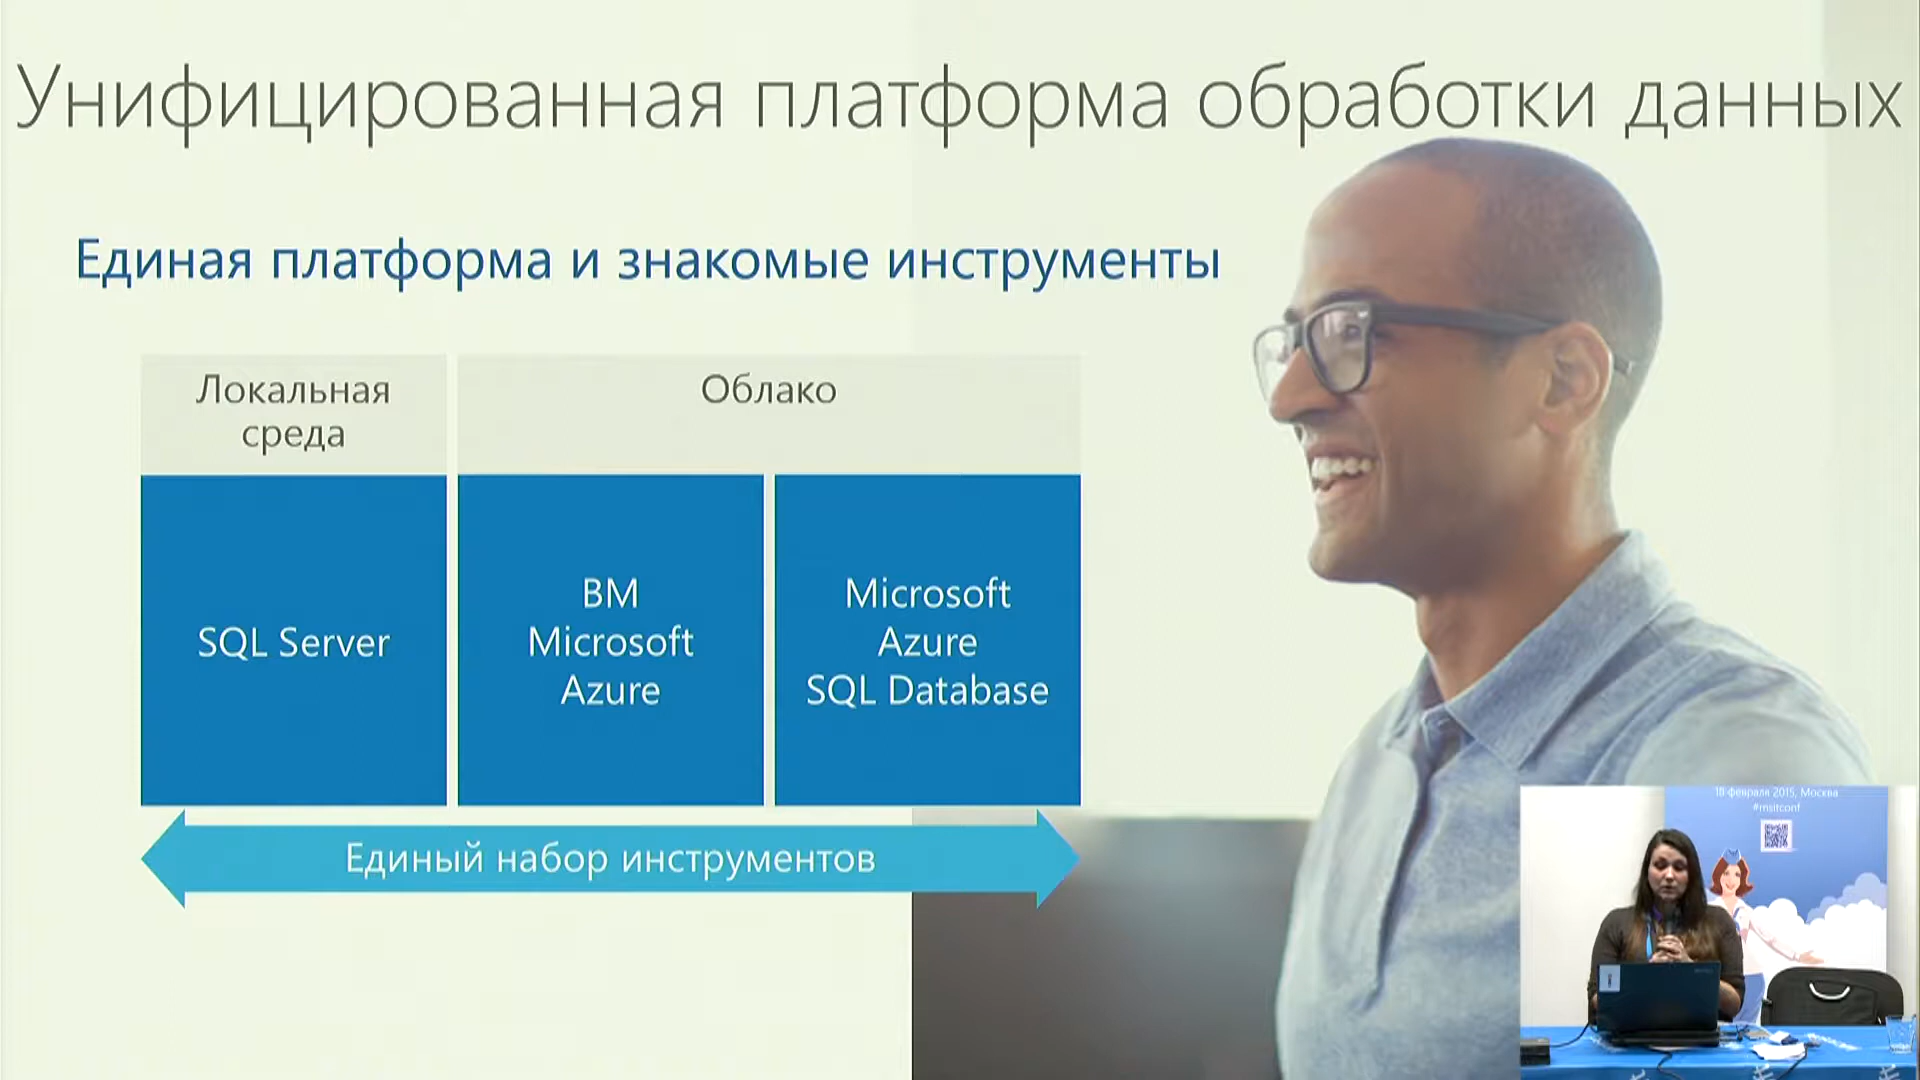 Унифицированная платформа обработки данных
Единая платформа и знакомые инструменты
Локальная
среда
Облако
SQL Server
ВМ
Microsoft
Azure
Microsoft
Azure
SQL Database
Единый набор инструментов
18 февраля 2015, Москва
#msitconf